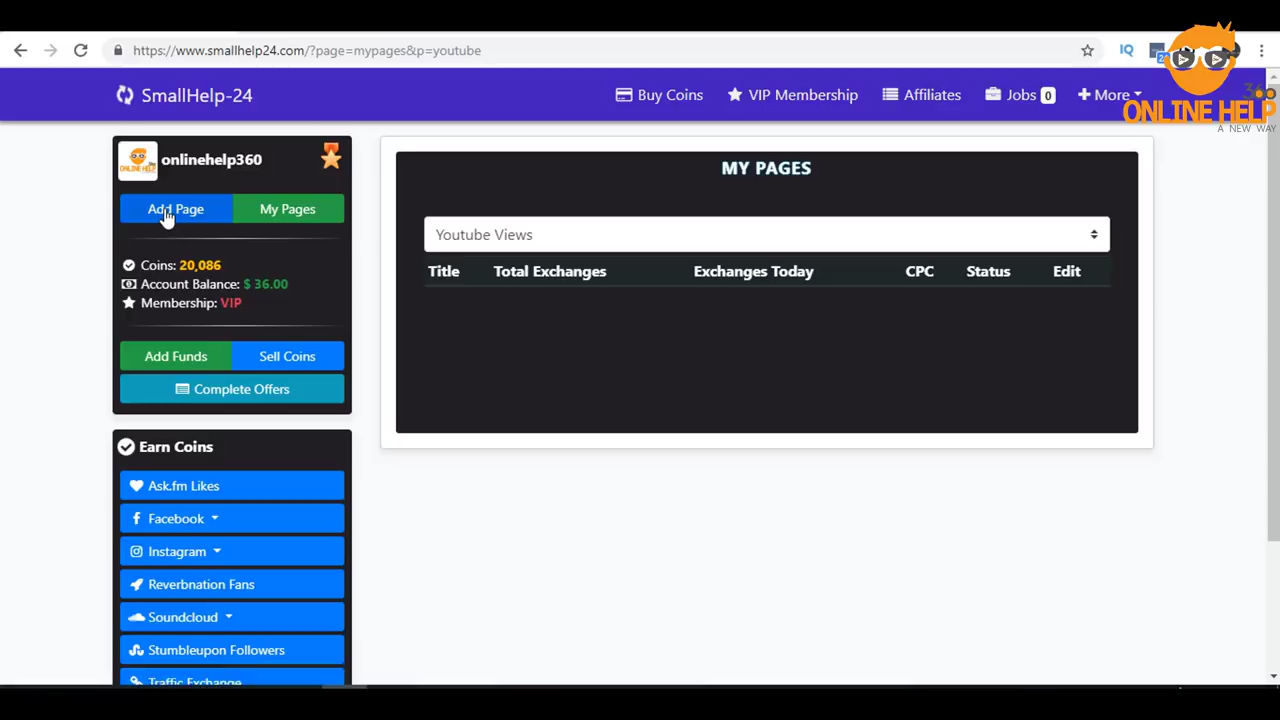 https://www.smallhelp24.com/?page=mypages&p=youtube
IQ
360
ONLINE HELP
A NEW WAY
SmallHelp-24
Buy Coins
VIP Membership
Affiliates
Jobs 0
More
onlinehelp360
Add Page
My Pages
Coins: 20,086
Account Balance: $ 36.00
Membership: VIP
Add Funds
Sell Coins
Complete Offers
Earn Coins
Ask.fm Likes
Facebook
Instagram
Reverbnation Fans
Soundcloud
Stumbleupon Followers
Traffic Exchange
MY PAGES
Youtube Views
Title Total Exchanges Exchanges Today CPC Status Edit